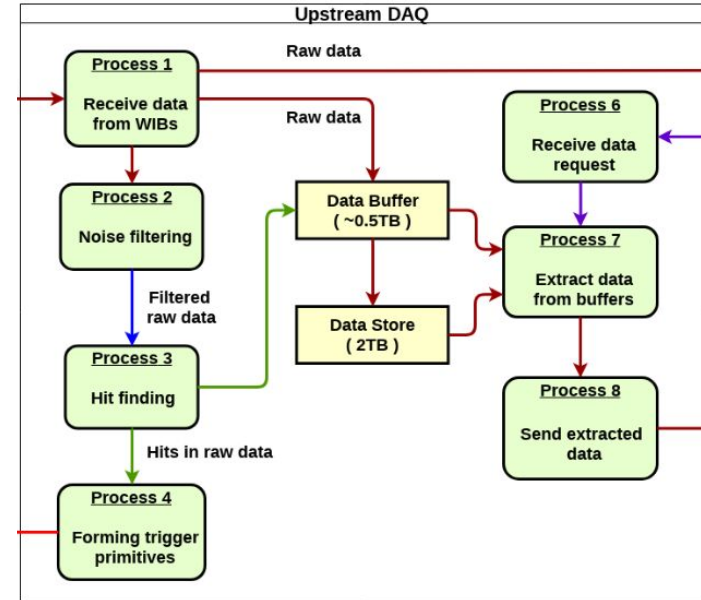 Upstream DAQ
Process 1
Receive data
from WIBs
Raw data
Raw data
Process 2
Noise filtering
Filtered
raw data
Process 3
Hit finding
Hits in raw data
Process 4
Forming trigger
primitives
Data Buffer
( ~0.5TB )
Data Store
( 2TB )
Process 6
Receive data
request
Process 7
Extract data
from buffers
Process 8
Send extracted
data